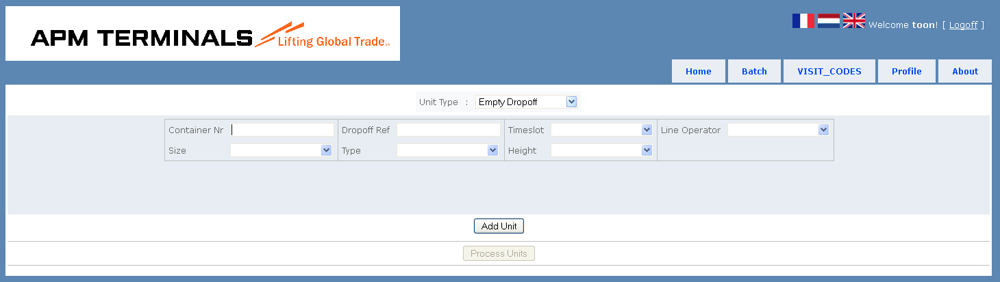 APM TERMINALS Lifting Global Trade
Welcome toon! [ Logoff ]
Home Batch VISIT_CODES Profile About
Unit Type : Empty Dropoff
Container Nr Dropoff Ref Timeslot Line Operator
Size Type Height
Add Unit
Process Units